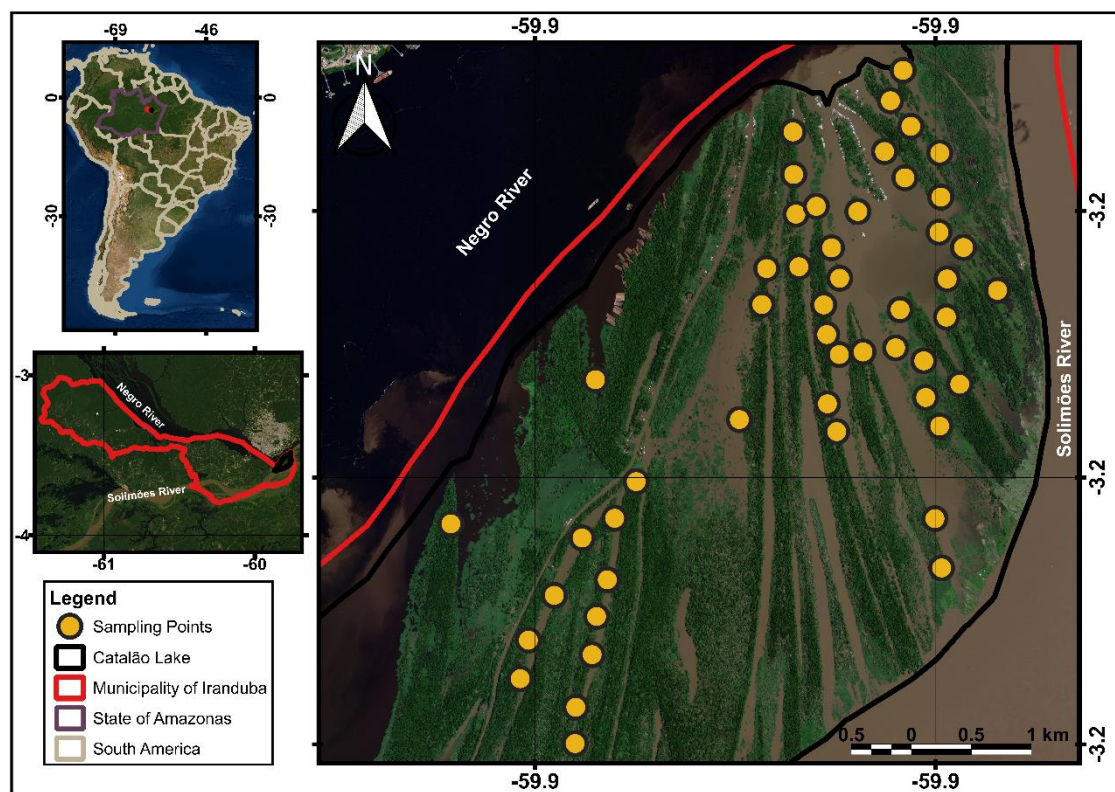 -69
-46
0
0
-30
-30
-3
-4
-61
-60
Negro River
Solimões River
Legend
Sampling Points
Catalão Lake
Municipality of Iranduba
State of Amazonas
South America
-59.9
-59.9
N
Negro River
Solimões River
-3.2
-3.2
-3.2
0.5
0
0.5
1 km
-59.9
-59.9